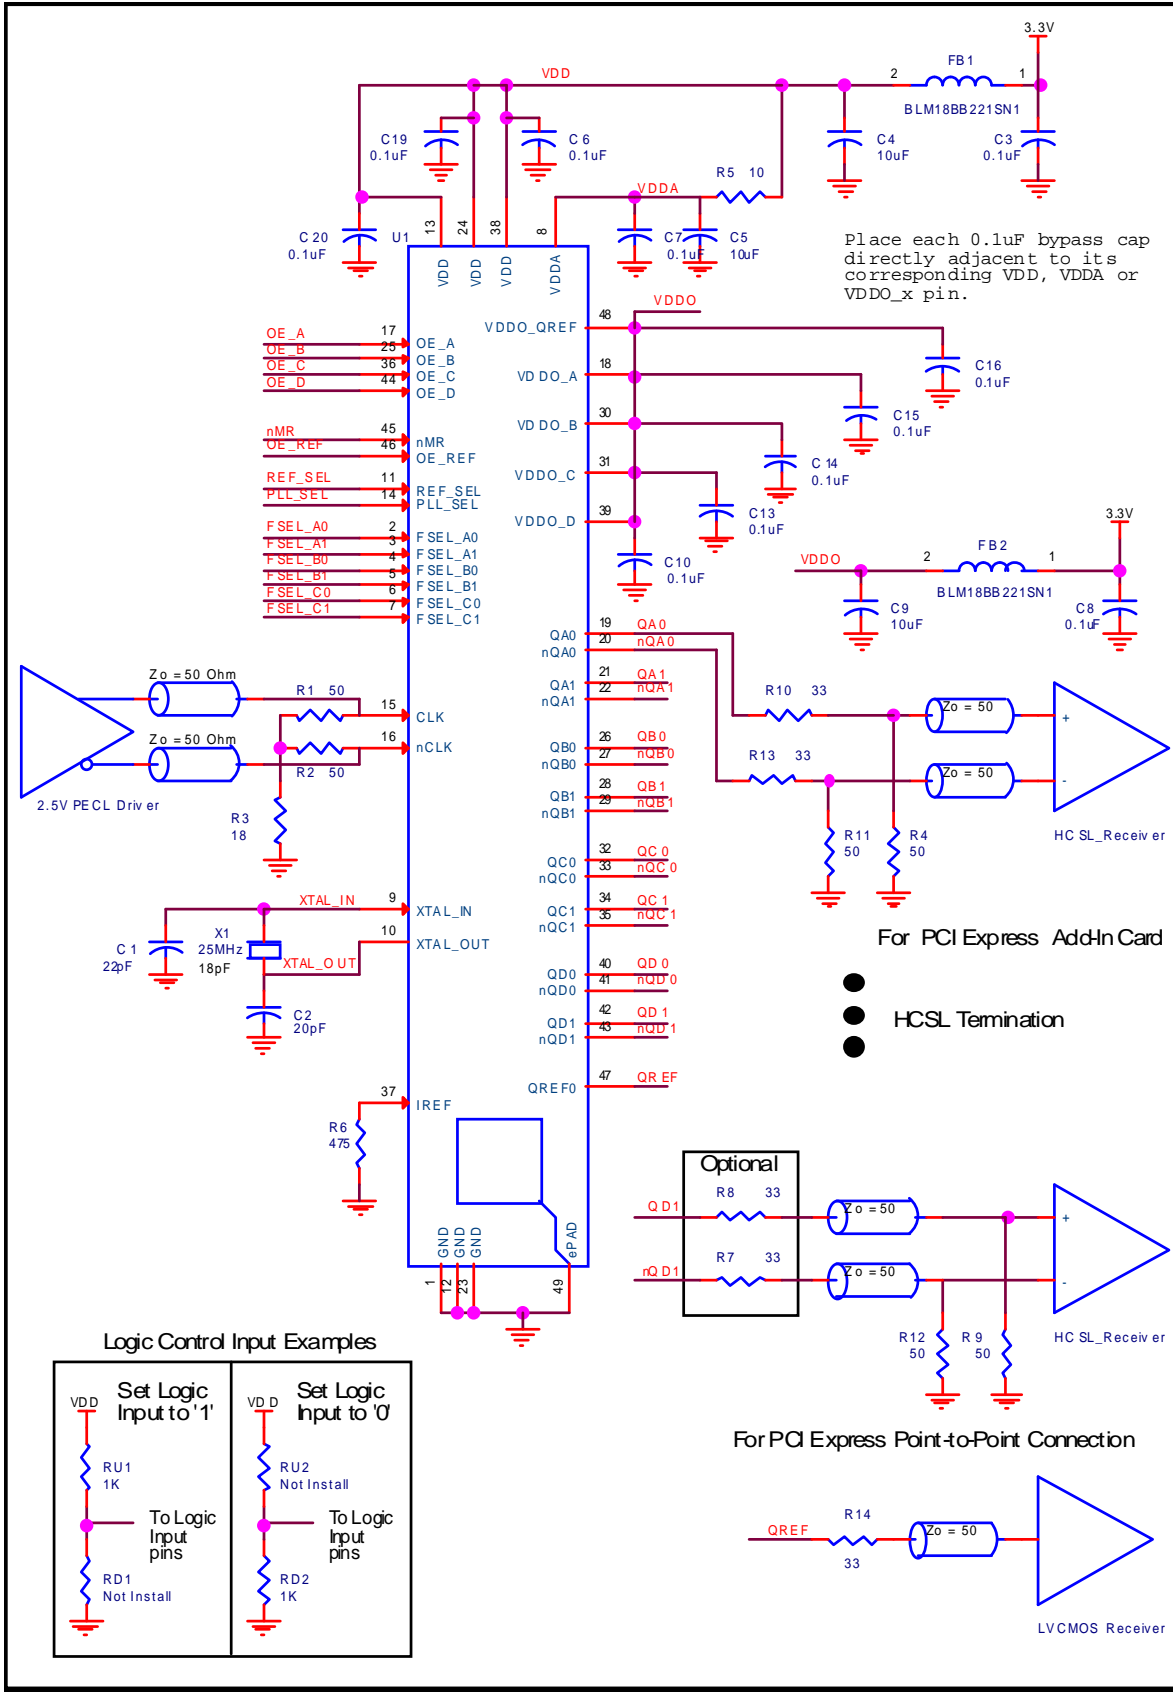 3.3V
VDD
FB1
2
1
BLM18BB221SN1
C19
0.1uF
C6
0.1uF
C4
10uF
C3
0.1uF
R5 10
VDDA
C20
0.1uF
U1
13
24
38
8
C7
0.1uF
C5
10uF
VDD
VDD
VDD
VDDA
Place each 0.1uF bypass cap
directly adjacent to its
corresponding VDD, VDDA or
VDDO_x pin.
VDDO
VDDO_QREF
48
C16
0.1uF
VDDO_A
18
C15
0.1uF
VDDO_B
30
C14
0.1uF
VDDO_C
31
C13
0.1uF
VDDO_D
39
C10
0.1uF
OE_A
17
OE_A
OE_B
25
OE_B
OE_C
36
OE_C
OE_D
44
OE_D
nMR
45
nMR
OE_REF
46
OE_REF
REF_SEL
11
REF_SEL
PLL_SEL
14
PLL_SEL
FSEL_A0
2
FSEL_A0
FSEL_A1
3
FSEL_A1
FSEL_B0
4
FSEL_B0
FSEL_B1
5
FSEL_B1
FSEL_C0
6
FSEL_C0
FSEL_C1
7
FSEL_C1
3.3V
VDDO
2
FB2
1
BLM18BB221SN1
C9
10uF
C8
0.1uF
QA0
19
QA0
nQA0
20
nQA0
QA1
21
QA1
nQA1
22
nQA1
QB0
26
QB0
nQB0
27
nQB0
QB1
28
QB1
nQB1
29
nQB1
QC0
32
QC0
nQC0
33
nQC0
QC1
34
QC1
nQC1
35
nQC1
QD0
40
QD0
nQD0
41
nQD0
QD1
42
QD1
nQD1
43
nQD1
QREF0
47
QREF
Zo = 50 Ohm
R1 50
15
CLK
Zo = 50 Ohm
16
nCLK
R2 50
2.5V PECL Driver
R3
18
R10 33
Zo = 50
+
R13 33
Zo = 50
-
R11
50
R4
50
HCSL_Receiver
For PCI Express Add-In Card
HCSL Termination
XTAL_IN
9
XTAL_IN
C1
22pF
X1
25MHz
18pF
10
XTAL_OUT
XTAL_OUT
C2
20pF
37
IREF
R6
475
GND
GND
GND
ePAD
1
12
23
49
Optional
QD1
R8 33
Zo = 50
+
nQD1
R7 33
Zo = 50
-
R12
50
R9
50
HCSL_Receiver
For PCI Express Point-to-Point Connection
QREF
R14
33
Zo = 50
LVCMOS Receiver
Logic Control Input Examples
VDD
Set Logic
Input to '1'
RU1
1K
To Logic
Input
pins
RD1
Not Install
VDD
Set Logic
Input to '0'
RU2
Not Install
To Logic
Input
pins
RD2
1K